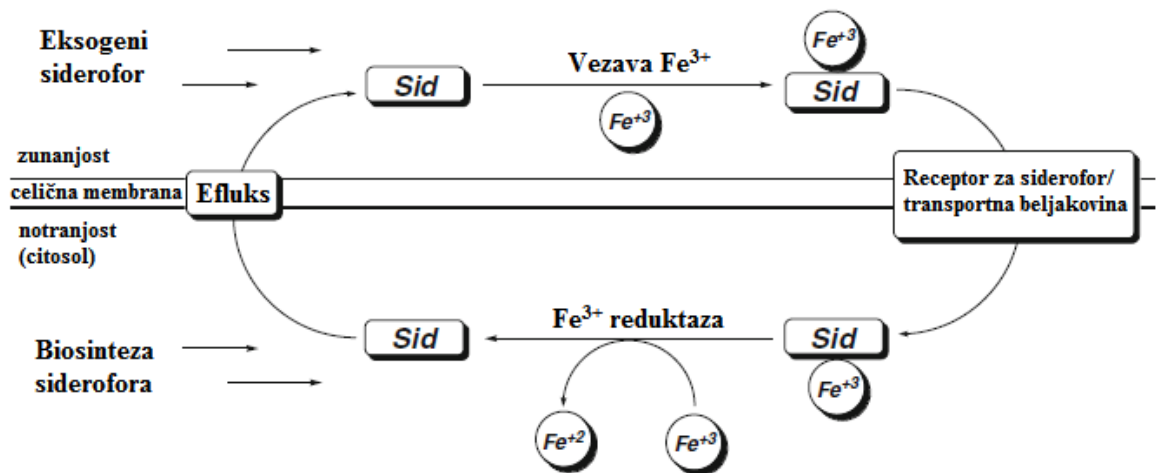 Eksogeni
siderofor
Sid
Vezava Fe³⁺
Fe⁺³
Fe⁺³
Sid
zunanjost
celična membrana
Efluks
Receptor za siderofor/
transportna beljakovina
notranjost
(citosol)
Biosinteza
siderofora
Sid
Fe³⁺ reduktaza
Fe⁺²
Fe⁺³
Sid
Fe⁺³